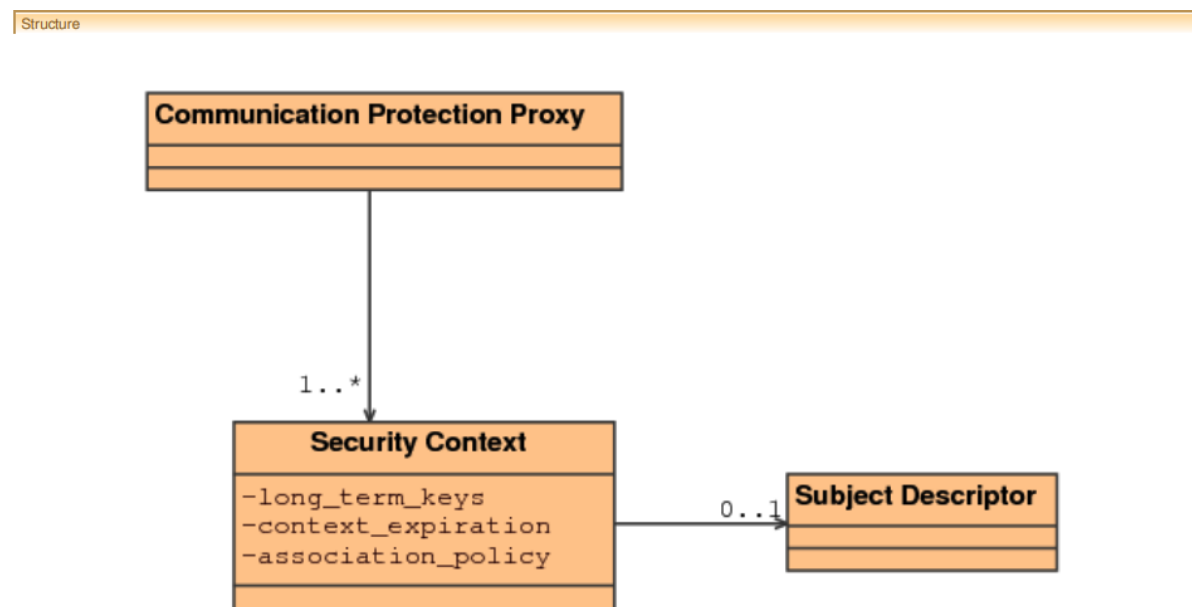 Structure
Communication Protection Proxy
1..*
Security Context
-long_term_keys
-context_expiration
-association_policy
0..1
Subject Descriptor